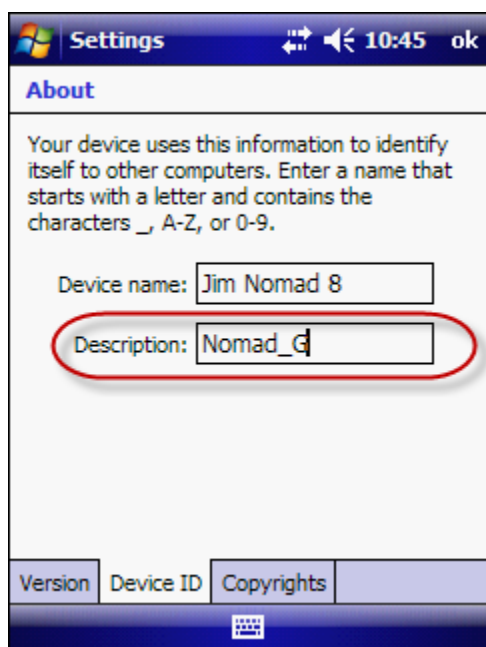 Settings 10:45 ok
About
Your device uses this information to identify
itself to other computers. Enter a name that
starts with a letter and contains the
characters _, A-Z, or 0-9.
Device name: Jim Nomad 8
Description: Nomad_G
Version Device ID Copyrights